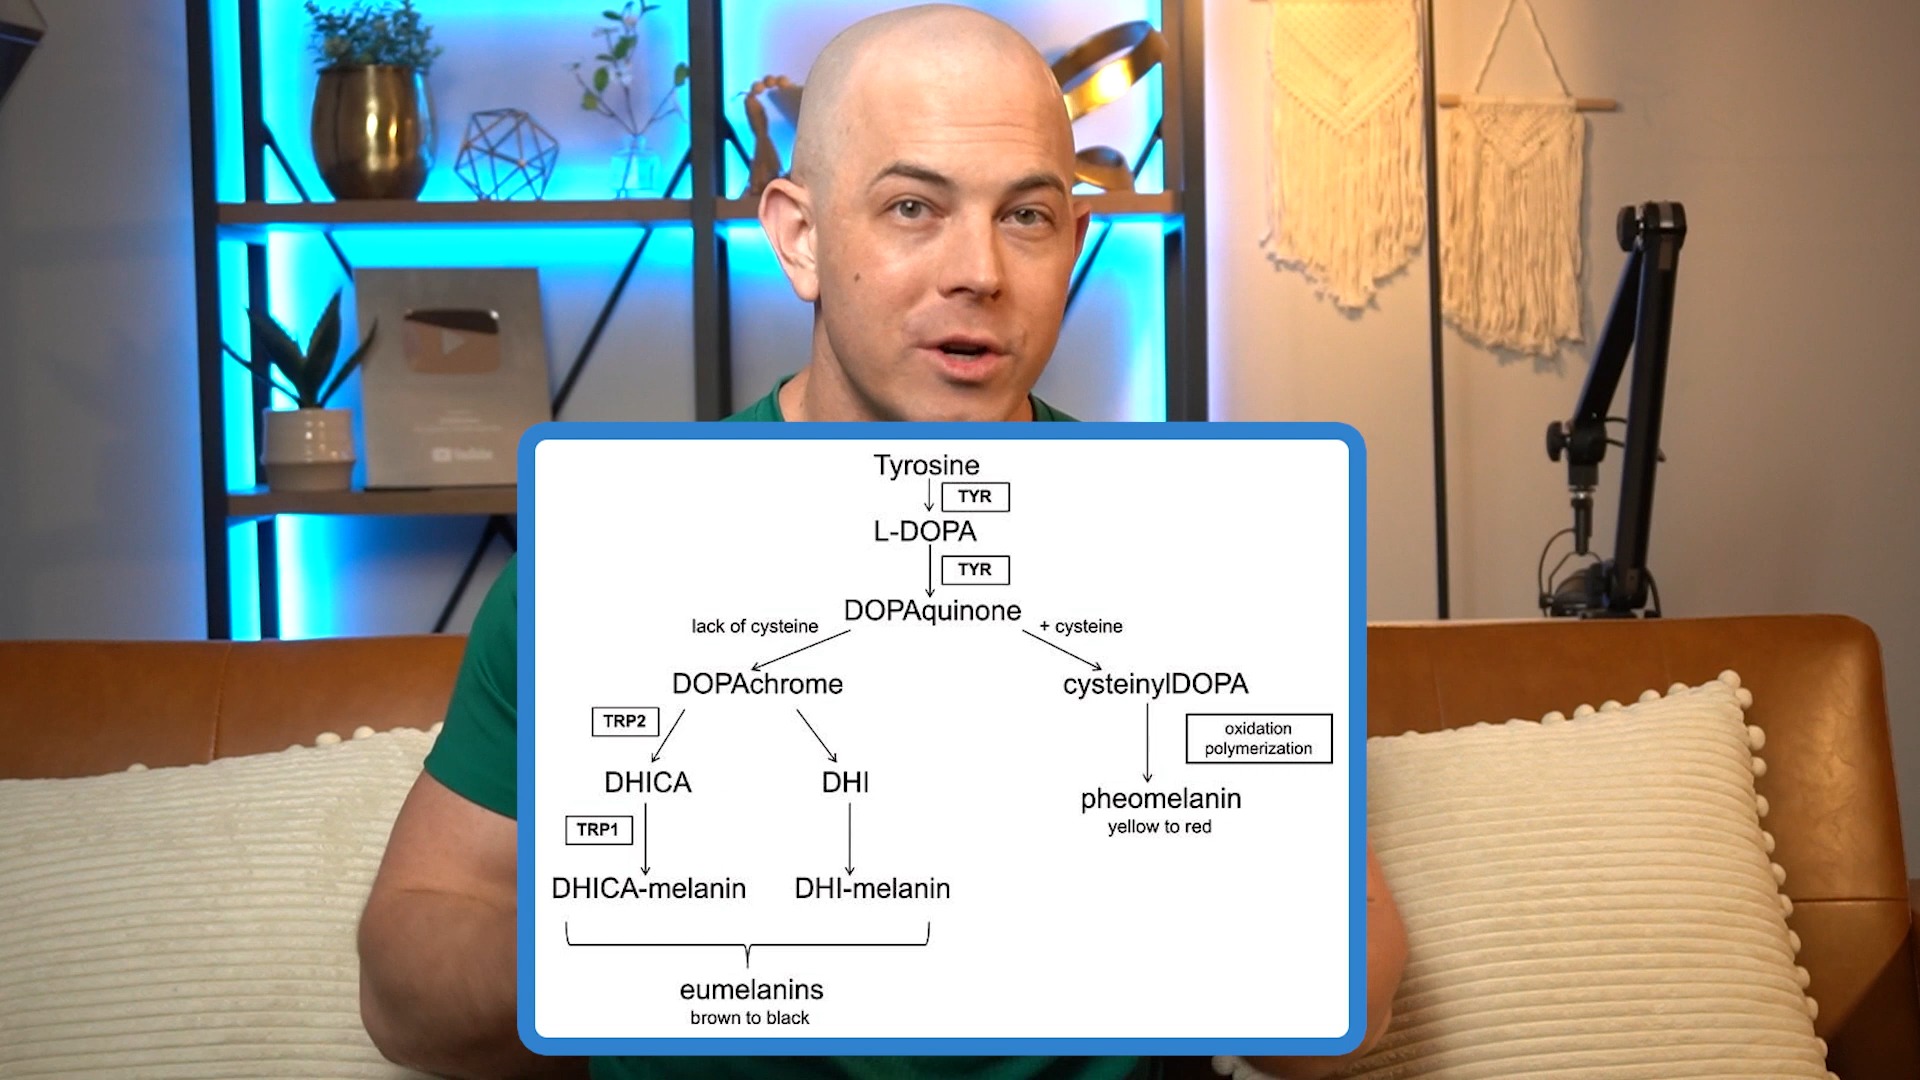 Tyrosine
TYR
L-DOPA
TYR
DOPAquinone
lack of cysteine
+ cysteine
DOPAchrome
cysteinylDOPA
TRP2
oxidation
polymerization
DHICA
DHI
pheomelanin
yellow to red
TRP1
DHICA-melanin
DHI-melanin
eumelanins
brown to black
YouTube